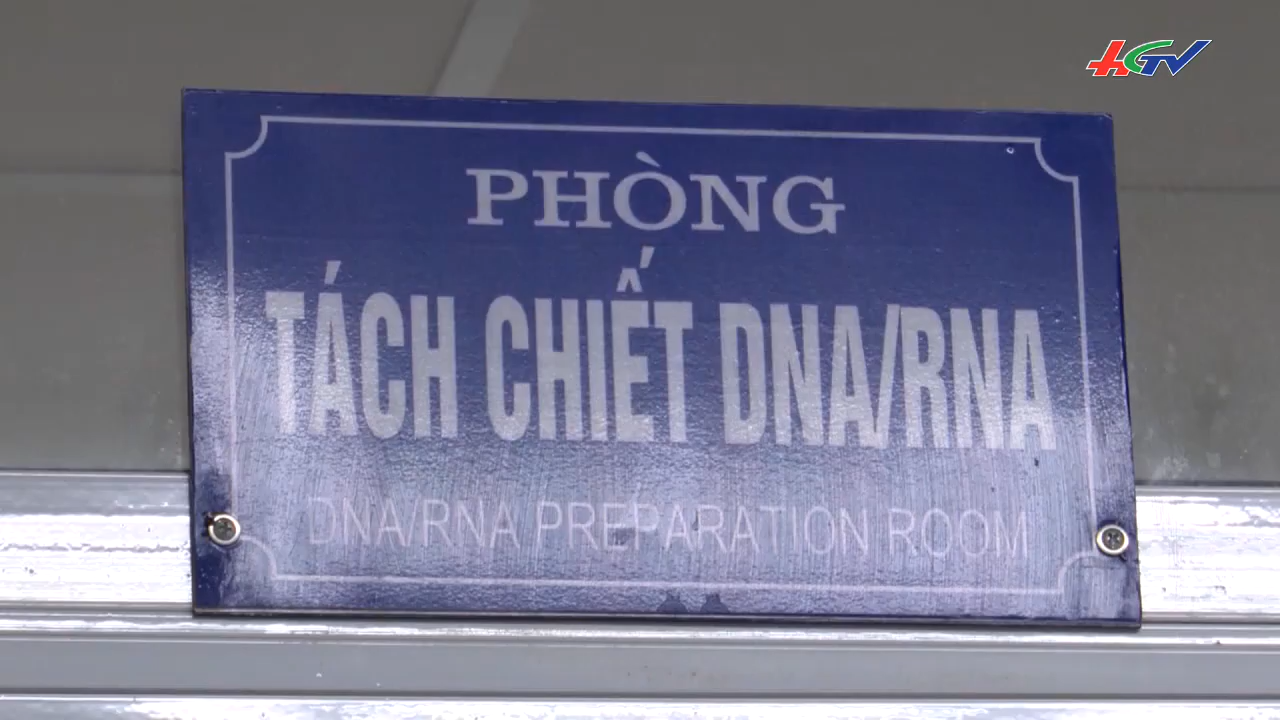 HGTV
PHÒNG
TÁCH CHIẾT DNA/RNA
DNA/RNA PREPARATION ROOM